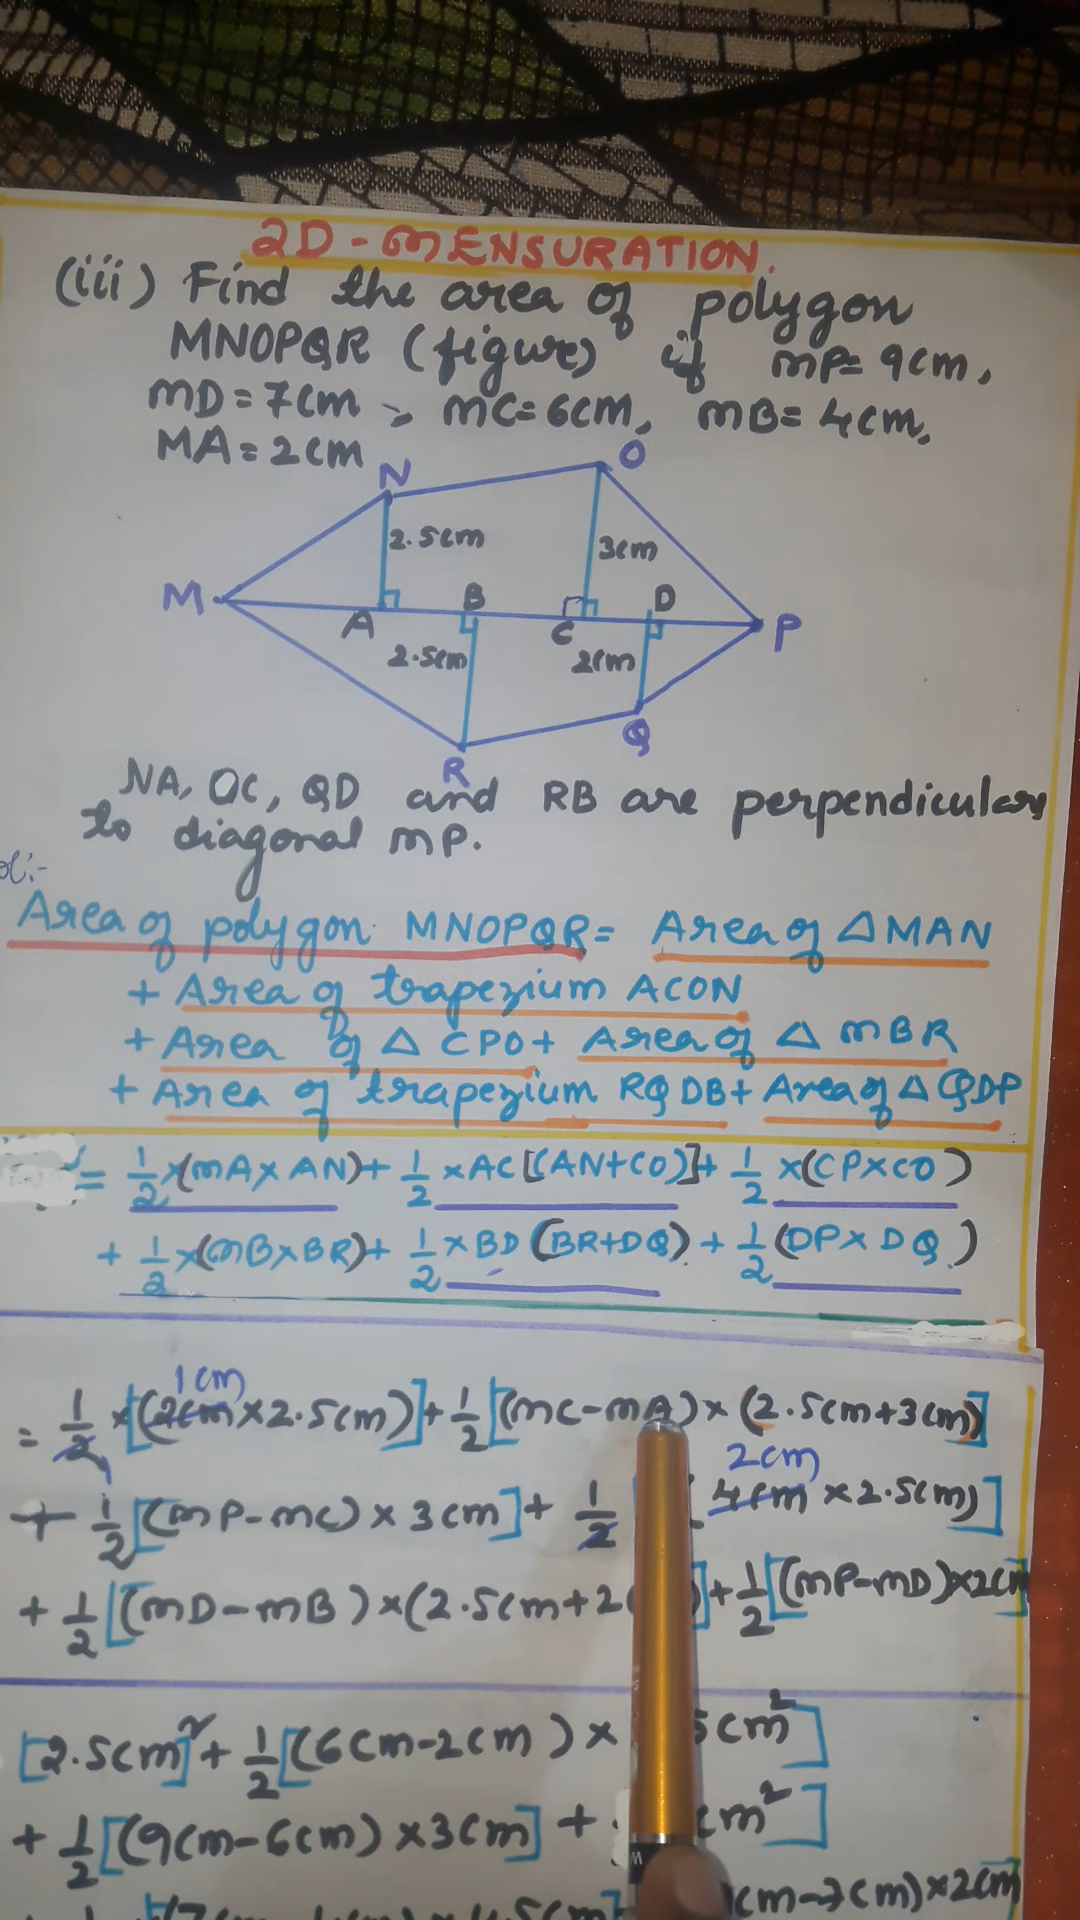 2D-MENSURATION.
(iii) Find the area of polygon
MNOPQR (figure) if MP = 9cm,
MD = 7cm, MC = 6cm, MB = 4cm,
MA = 2cm
N O
2.5cm 3cm
M A B C D P
2.5cm 2cm
R Q
NA, OC, QD and RB are perpendiculars
to diagonal MP.
Area of polygon MNOPQR = Area of △MAN
+ Area of trapezium ACON
+ Area of △ CPO + Area of △ MBR
+ Area of trapezium RQDB + Area of △ QDP
= 1/2 × (MA × AN) + 1/2 × AC [(AN+CO)] + 1/2 × (CP×CO)
+ 1/2 × (MB×BR) + 1/2 × BD (BR+DQ) + 1/2 (DP × DQ)
1cm
= 1/2 × [(2cm × 2.5cm)] + 1/2 [(MC-MA) × (2.5cm+3cm)]
1 2cm
+ 1/2 [(MP-MC) × 3cm] + 1/2 [4cm × 2.5cm)]
+ 1/2 [(MD-MB) × (2.5cm+2 )] + 1/2 [(MP-MD)×2cm
[2.5cm]² + 1/2 [(6cm-2cm) × 5cm²]
+ 1/2 [(9cm-6cm) × 3cm] + cm²]
cm-7cm) × 2cm